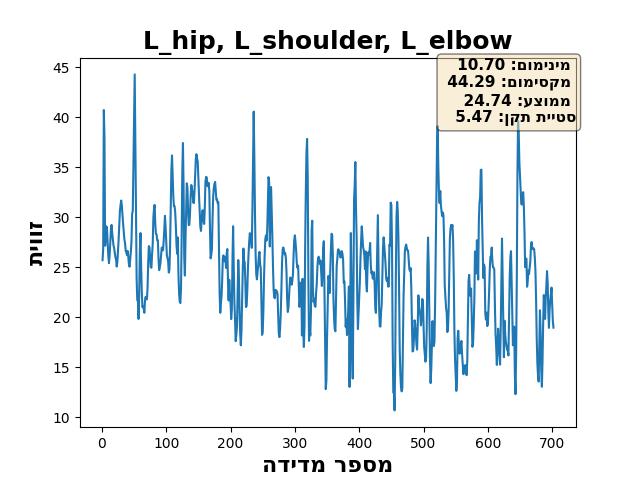 L_hip, L_shoulder, L_elbow
מינימום: 10.70
מקסימום: 44.29
ממוצע: 24.74
סטיית תקן: 5.47
זווית
45
40
35
30
25
20
15
10
0 100 200 300 400 500 600 700
מספר מדידה